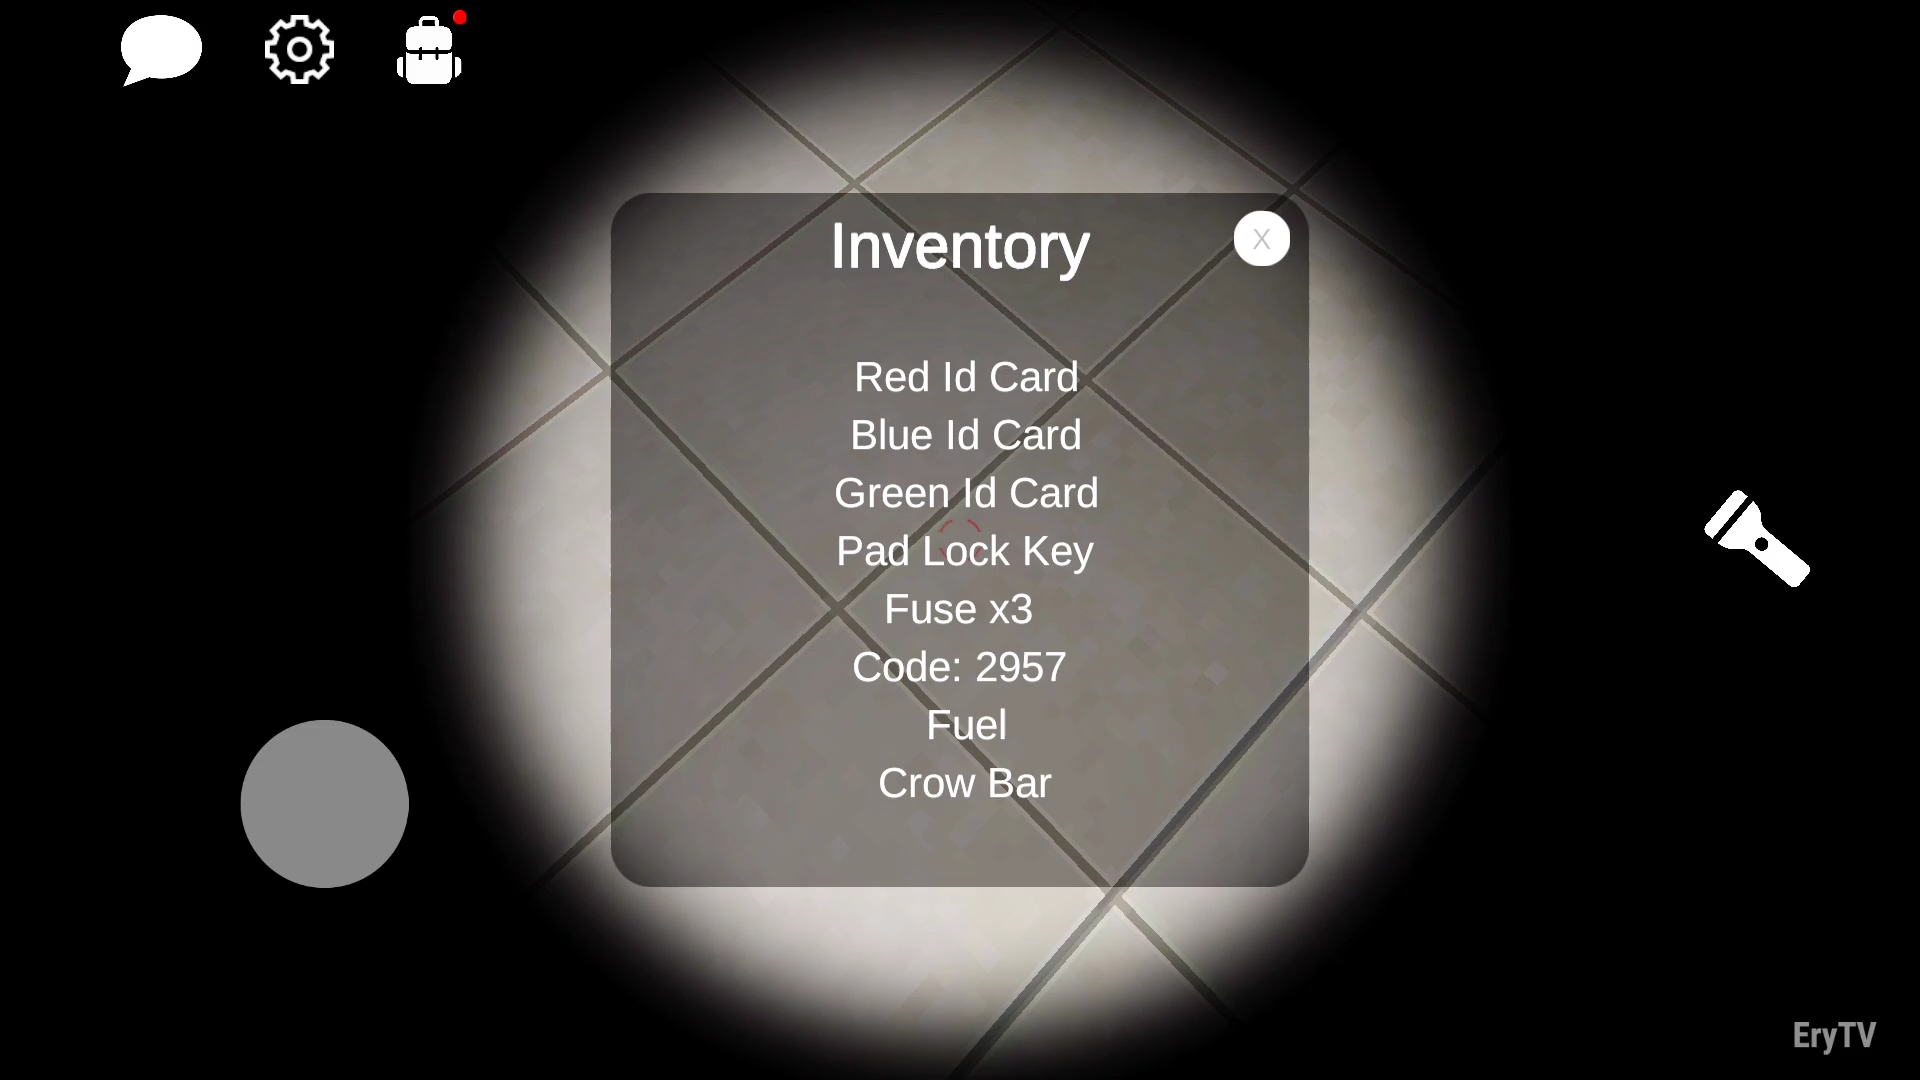 Inventory
X
Red Id Card
Blue Id Card
Green Id Card
Pad Lock Key
Fuse x3
Code: 2957
Fuel
Crow Bar
EryTV